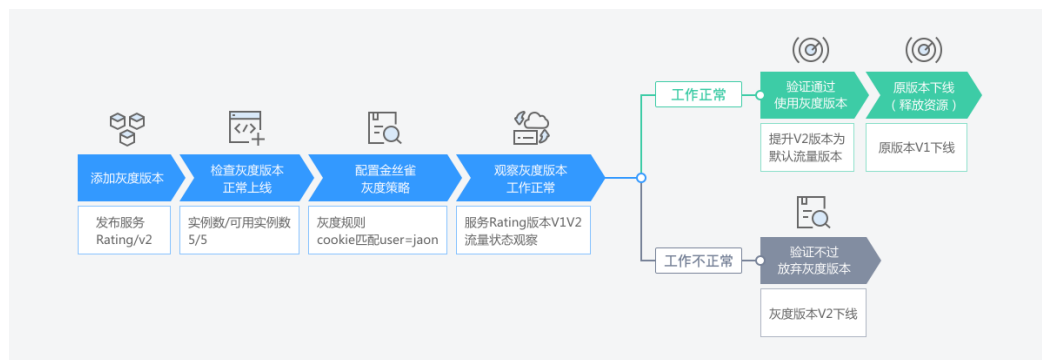 添加灰度版本
发布服务
Rating/v2
检查灰度版本
正常上线
实例数/可用实例数
5/5
配置金丝雀
灰度策略
灰度规则
cookie匹配user=jaon
观察灰度版本
工作正常
服务Rating版本V1V2
流量状态观察
工作正常
验证通过
使用灰度版本
提升V2版本为
默认流量版本
原版本下线
（释放资源）
原版本V1下线
工作不正常
验证不过
放弃灰度版本
灰度版本V2下线